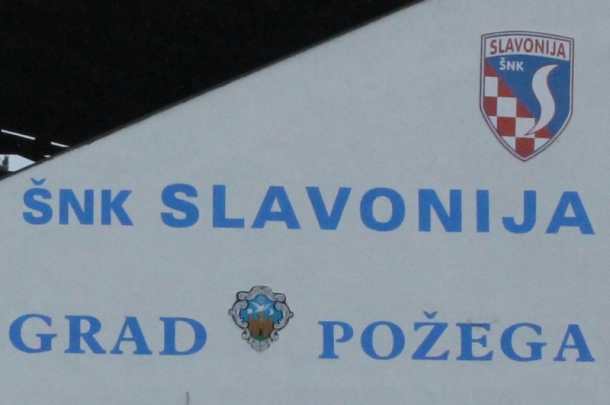 SLAVONIJA
ŠNK
ŠNK SLAVONIJA
GRAD POŽEGA